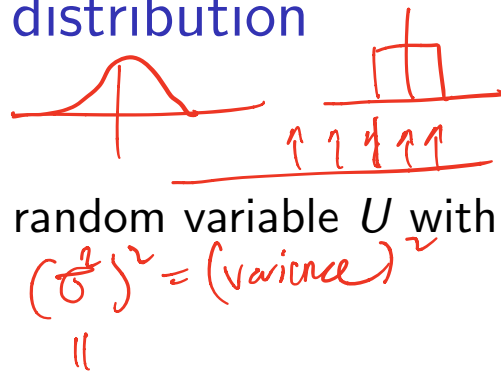 distribution
random variable U with
(σ²)² = (varience)²
||